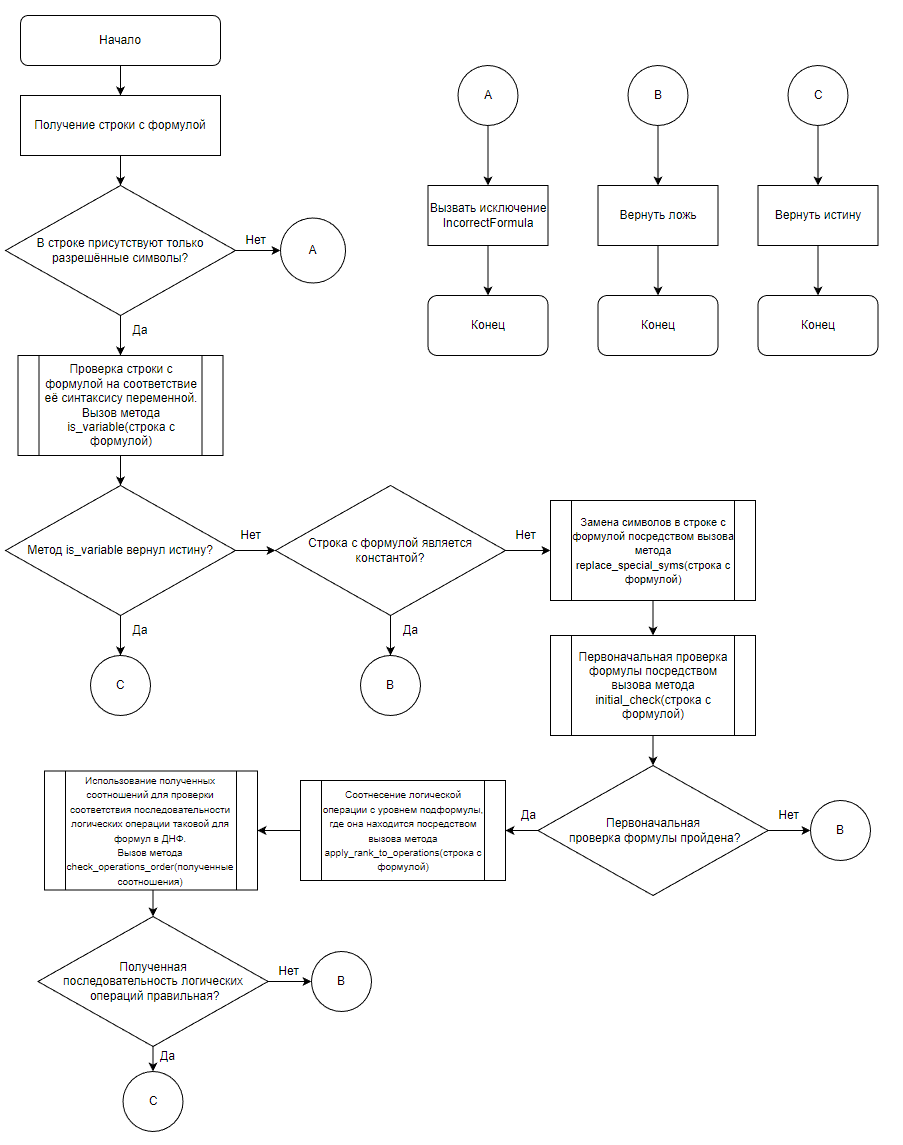 Начало
Получение строки с формулой
В строке присутствуют только
разрешённые символы?
Нет
A
Да
Проверка строки с
формулой на соответствие
её синтаксису переменной.
Вызов метода
is_variable(строка с
формулой)
Метод is_variable вернул истину?
Нет
Да
C
Строка с формулой является
константой?
Нет
Да
B
Замена символов в строке с
формулой посредством вызова
метода
replace_special_syms(строка с
формулой)
Первоначальная проверка
формулы посредством
вызова метода
initial_check(строка с
формулой)
Первоначальная
проверка формулы пройдена?
Нет
B
Да
Соотнесение логической
операции с уровнем подформулы,
где она находится посредством
вызова метода
apply_rank_to_operations(строка с
формулой)
Использование полученных
соотношений для проверки
соответствия последовательности
логических операции таковой для
формул в ДНФ.
Вызов метода
check_operations_order(полученные
соотношения)
Полученная
последовательность логических
операций правильная?
Нет
B
Да
C
A
Вызвать исключение
IncorrectFormula
Конец
B
Вернуть ложь
Конец
C
Вернуть истину
Конец